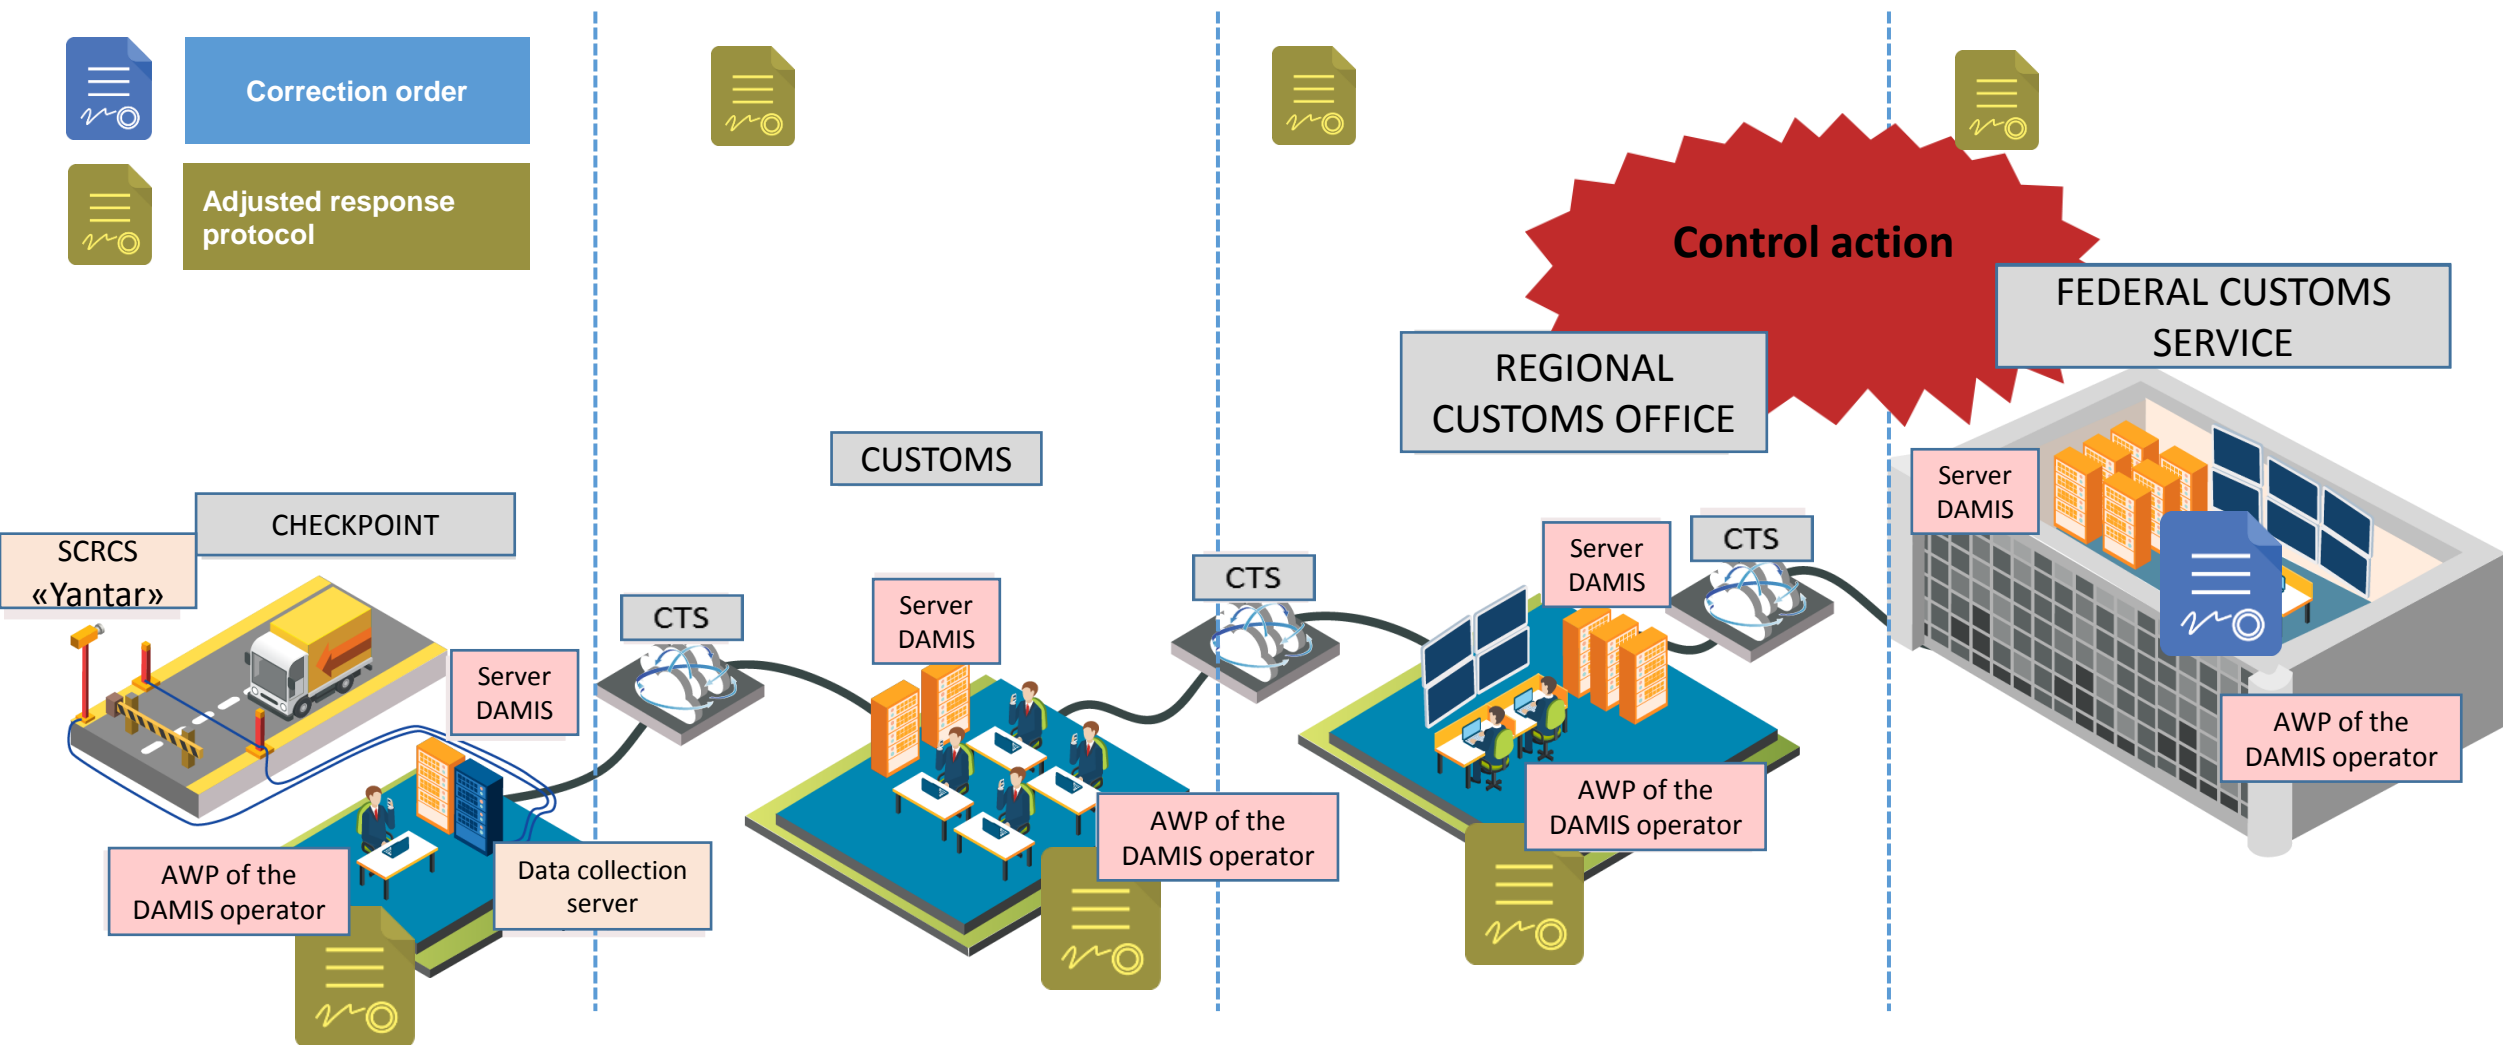 Correction order
Adjusted response
protocol
Control action
FEDERAL CUSTOMS
SERVICE
REGIONAL
CUSTOMS OFFICE
CUSTOMS
CHECKPOINT
SCRCS
«Yantar»
Server
DAMIS
CTS
Server
DAMIS
CTS
Server
DAMIS
CTS
Server
DAMIS
AWP of the
DAMIS operator
Data collection
server
AWP of the
DAMIS operator
AWP of the
DAMIS operator
AWP of the
DAMIS operator